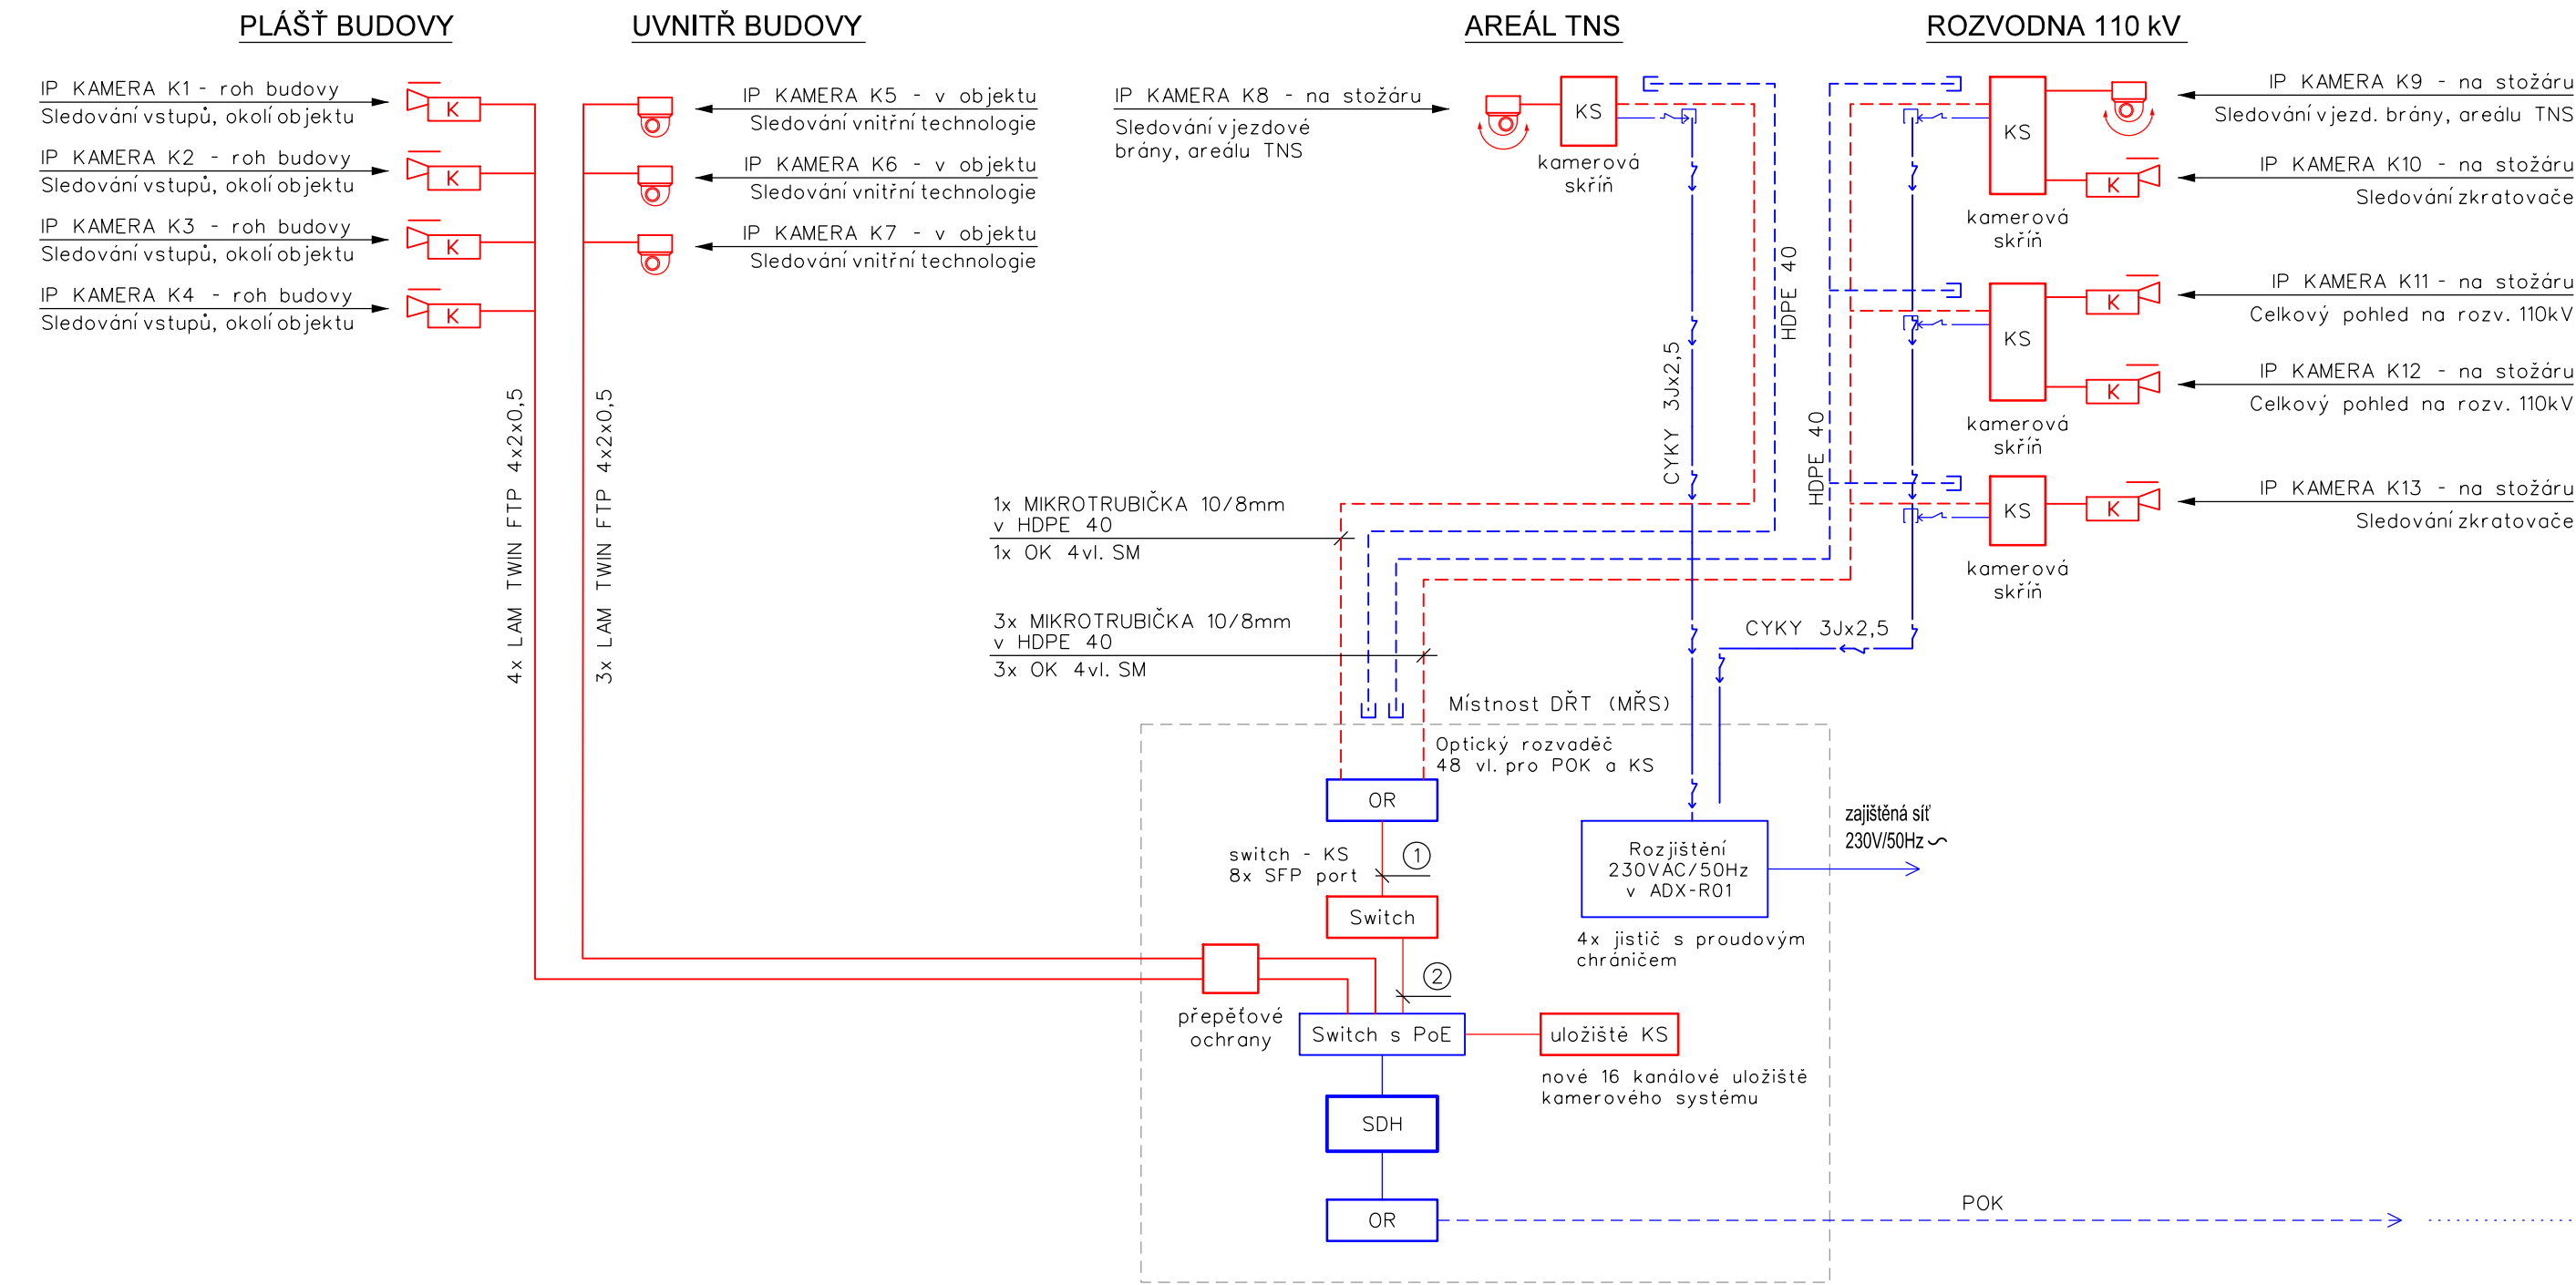 PLÁŠŤ BUDOVY
UVNITŘ BUDOVY
AREÁL TNS
ROZVODNA 110 kV
IP KAMERA K1 - roh budovy
Sledování vstupů, okolí objektu
IP KAMERA K2 - roh budovy
Sledování vstupů, okolí objektu
IP KAMERA K3 - roh budovy
Sledování vstupů, okolí objektu
IP KAMERA K4 - roh budovy
Sledování vstupů, okolí objektu
K
K
K
K
IP KAMERA K5 - v objektu
Sledování vnitřní technologie
IP KAMERA K6 - v objektu
Sledování vnitřní technologie
IP KAMERA K7 - v objektu
Sledování vnitřní technologie
4x LAM TWIN FTP 4x2x0,5
3x LAM TWIN FTP 4x2x0,5
IP KAMERA K8 - na stožáru
Sledování vjezdové
brány, areálu TNS
KS
kamerová
skříň
HDPE 40
CYKY 3Jx2,5
HDPE 40
KS
kamerová
skříň
KS
kamerová
skříň
KS
kamerová
skříň
K
K
K
K
IP KAMERA K9 - na stožáru
Sledování vjezd. brány, areálu TNS
IP KAMERA K10 - na stožáru
Sledování zkratovače
IP KAMERA K11 - na stožáru
Celkový pohled na rozv. 110kV
IP KAMERA K12 - na stožáru
Celkový pohled na rozv. 110kV
IP KAMERA K13 - na stožáru
Sledování zkratovače
1x MIKROTRUBIČKA 10/8mm
v HDPE 40
1x OK 4vl. SM
3x MIKROTRUBIČKA 10/8mm
v HDPE 40
3x OK 4vl. SM
CYKY 3Jx2,5
Místnost DŘT (MŘS)
Optický rozvaděč
48 vl. pro POK a KS
OR
switch - KS
8x SFP port
1
Switch
2
přepěťové
ochrany
Switch s PoE
uložiště KS
nové 16 kanálové uložiště
kamerového systému
SDH
OR
POK
Rozjištění
230VAC/50Hz
v ADX-R01
4x jistič s proudovým
chráničem
zajištěná síť
230V/50Hz